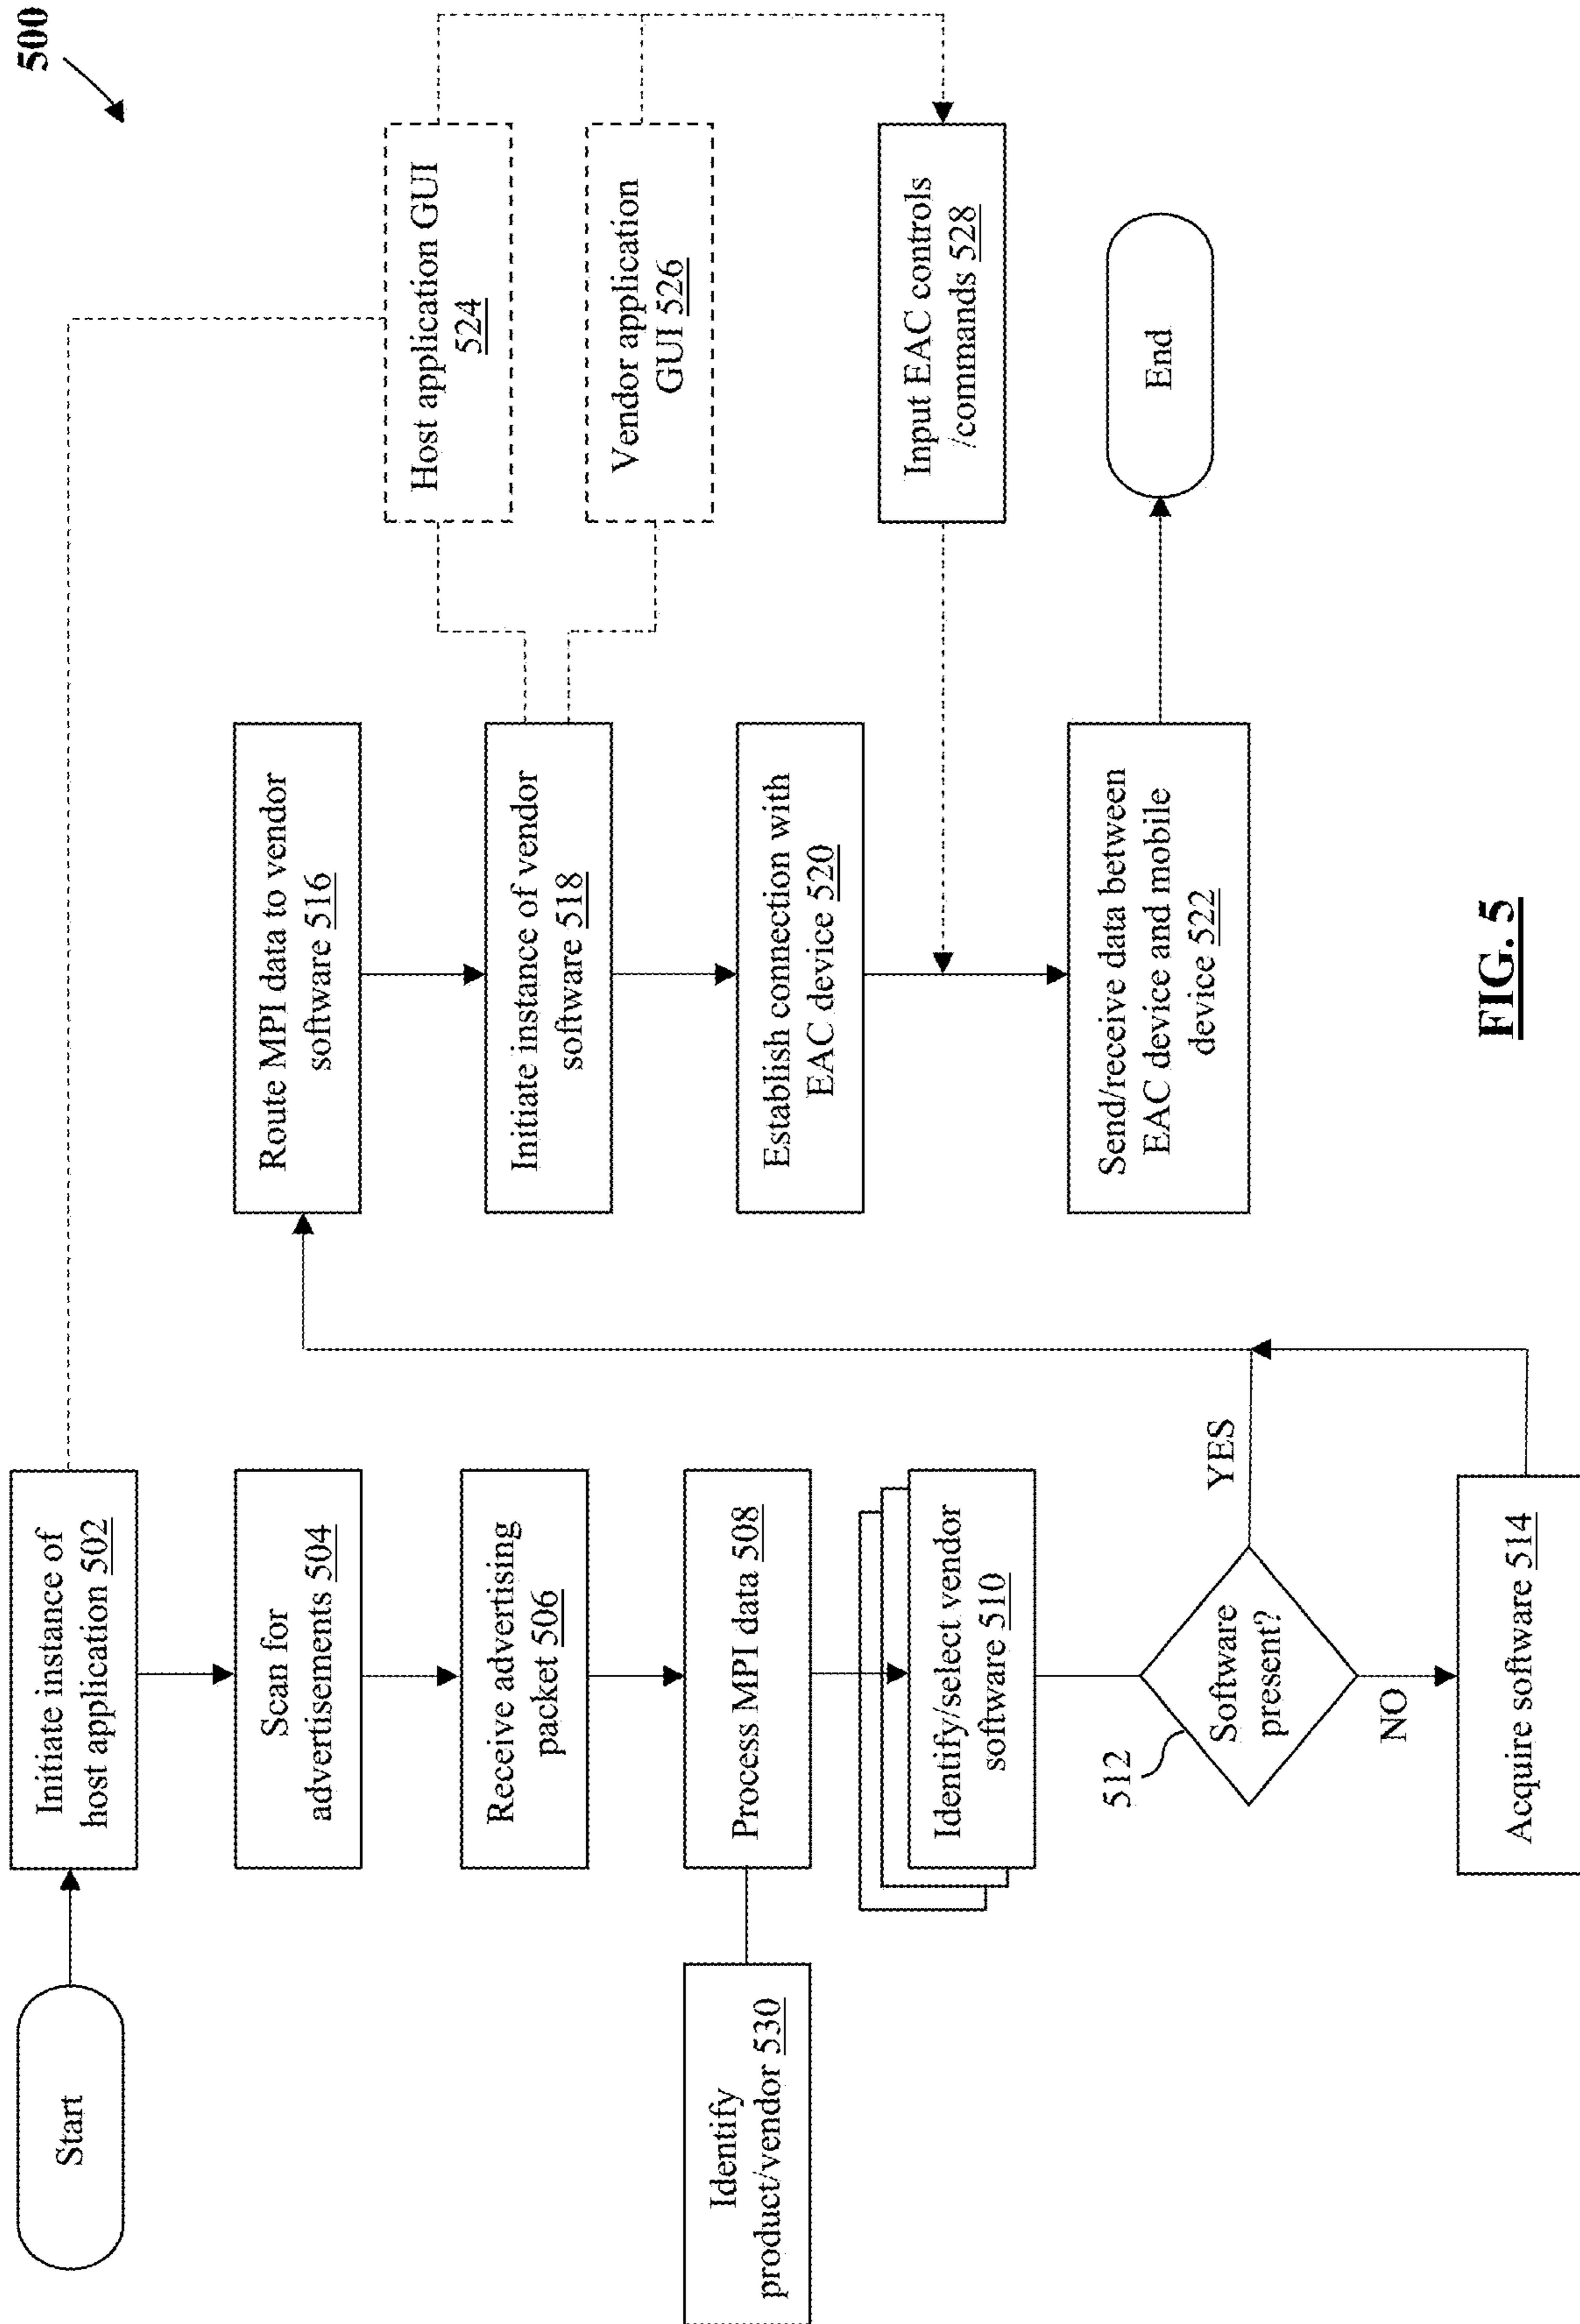 500
Start
Initiate instance of
host application 502
Scan for
advertisements 504
Receive advertising
packet 506
Process MPI data 508
Identify
product/vendor 530
Identify/select vendor
software 510
512
Software
present?
YES
NO
Acquire software 514
Route MPI data to vendor
software 516
Initiate instance of vendor
software 518
Establish connection with
EAC device 520
Send/receive data between
EAC device and mobile
device 522
Host application GUI
524
Vendor application
GUI 526
Input EAC controls
/commands 528
End
FIG. 5